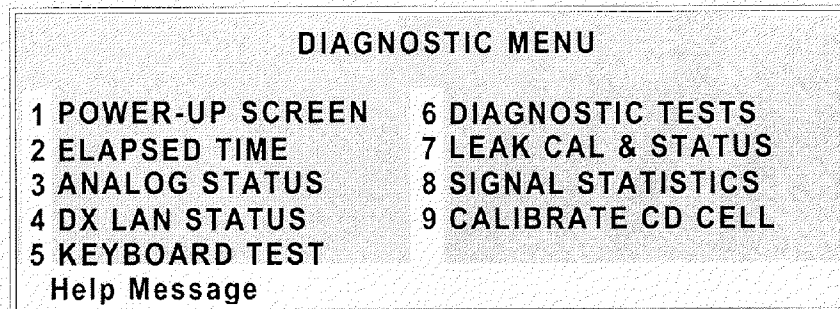 DIAGNOSTIC MENU
1 POWER-UP SCREEN
2 ELAPSED TIME
3 ANALOG STATUS
4 DX LAN STATUS
5 KEYBOARD TEST
6 DIAGNOSTIC TESTS
7 LEAK CAL & STATUS
8 SIGNAL STATISTICS
9 CALIBRATE CD CELL
Help Message